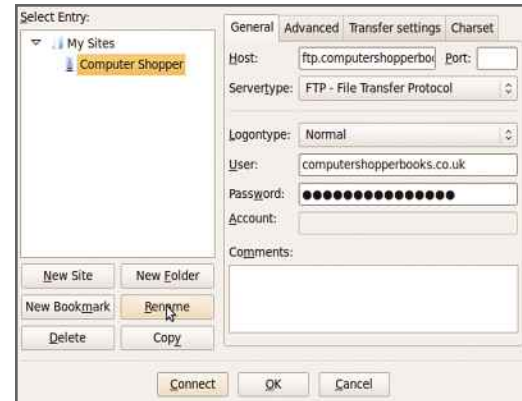 Select Entry:
My Sites
Computer Shopper
New Site
New Folder
New Bookmark
Rename
Delete
Copy
General
Advanced
Transfer settings
Charset
Host:
ftp.computershopperboo
Port:
Servertype:
FTP - File Transfer Protocol
Logontype:
Normal
User:
computershopperbooks.co.uk
Password:
●●●●●●●●●●●●●●●
Account:
Comments:
Connect
OK
Cancel